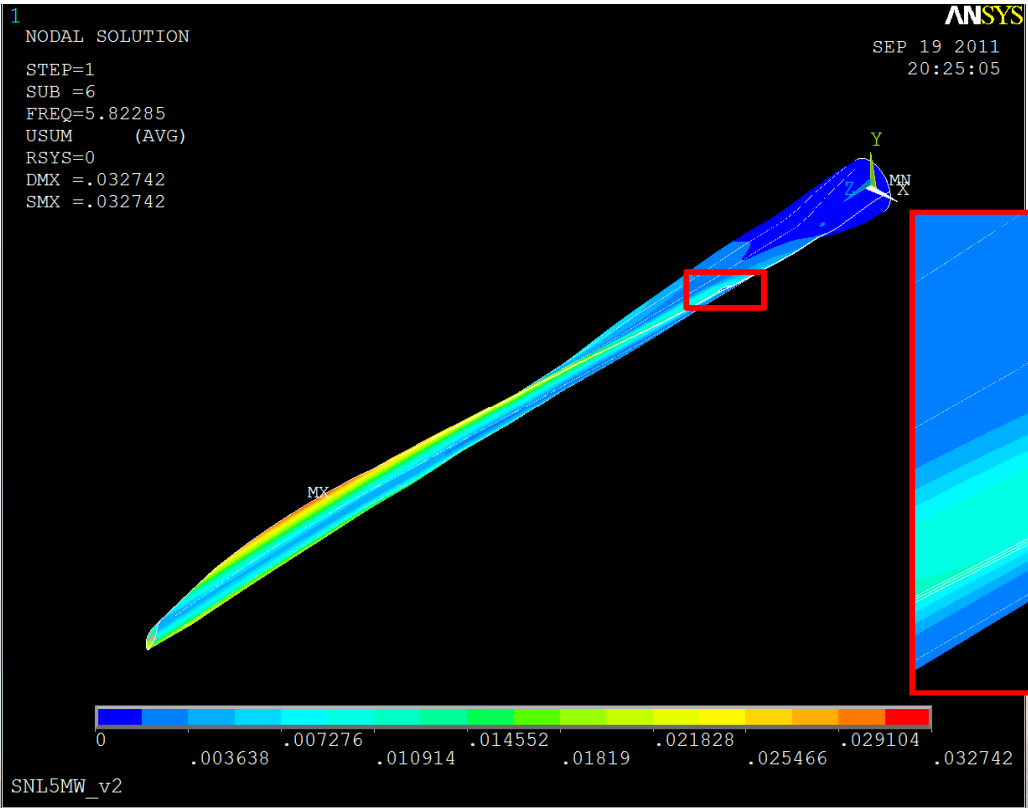 1
ANSYS
NODAL SOLUTION
SEP 19 2011
20:25:05
STEP=1
SUB =6
FREQ=5.82285
USUM (AVG)
RSYS=0
DMX =.032742
SMX =.032742
Y
MN
Z
X
MX
0
.007276
.014552
.021828
.029104
.003638
.010914
.01819
.025466
.032742
SNL5MW_v2